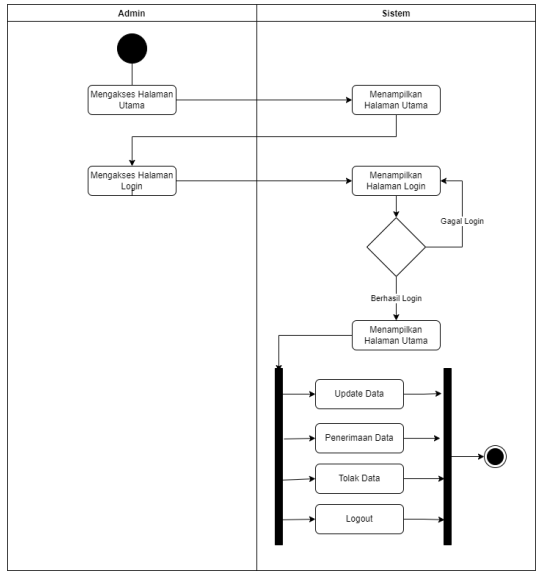 Admin
Sistem
Mengakses Halaman
Utama
Menampilkan
Halaman Utama
Mengakses Halaman
Login
Menampilkan
Halaman Login
Gagal Login
Berhasil Login
Menampilkan
Halaman Utama
Update Data
Penerimaan Data
Tolak Data
Logout